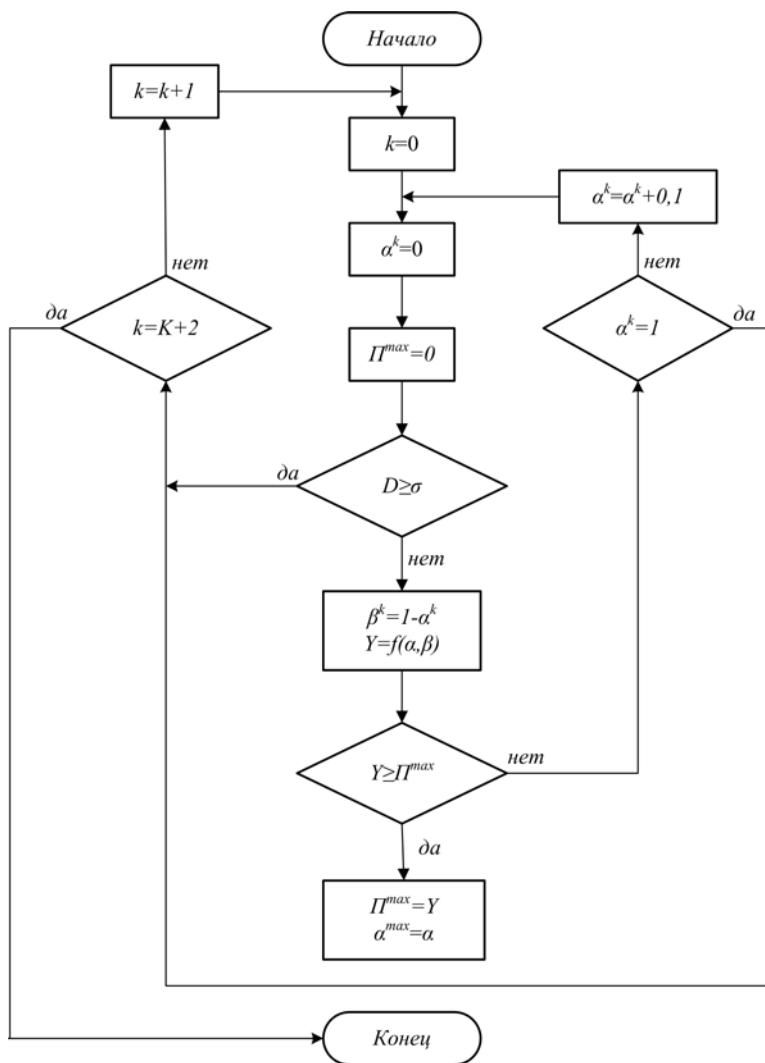 Начало
k=k+1
k=0
α^k=α^k+0,1
α^k=0
нет
нет
да
k=K+2
α^k=1
да
П^max=0
да
D≥σ
нет
β^k=1-α^k
Y=f(α,β)
Y≥П^max
нет
да
П^max=Y
α^max=α
Конец